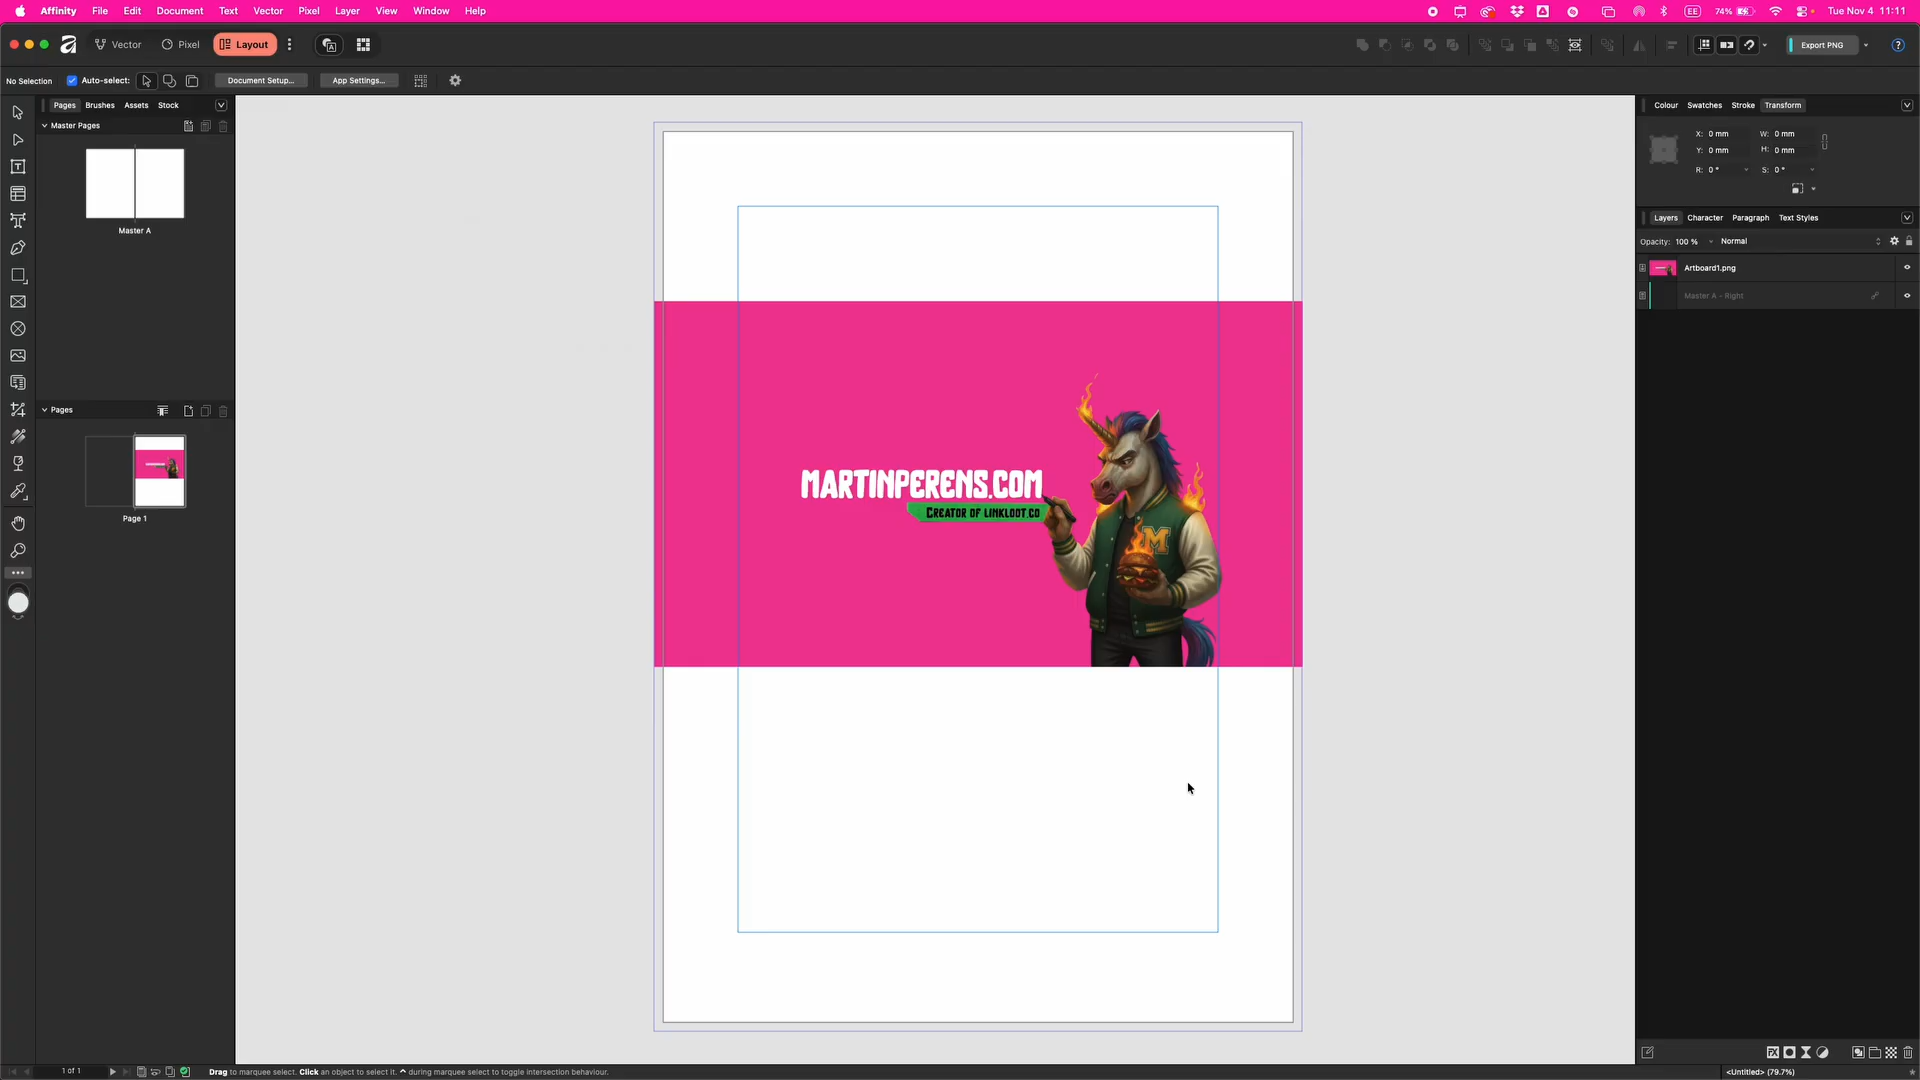 Affinity File Edit Document Text Vector Pixel Layer View Window Help EE 74% Tue Nov 4 11:11
Vector Pixel Layout Export PNG ?
No Selection Auto-select: Document Setup... App Settings...
Pages Brushes Assets Stock
Master Pages
Master A
Pages
Page 1
Colour Swatches Stroke Transform
X: 0 mm W: 0 mm
Y: 0 mm H: 0 mm
R: 0 ° S: 0 °
Layers Character Paragraph Text Styles
Opacity: 100 % Normal
Artboard1.png
Master A - Right
MARTINPERENS.COM
CREATOR OF LINKLOOT.CO
M
1 of 1 Drag to marquee select. Click an object to select it. ^ during marquee select to toggle intersection behaviour. <Untitled> (79.7%)